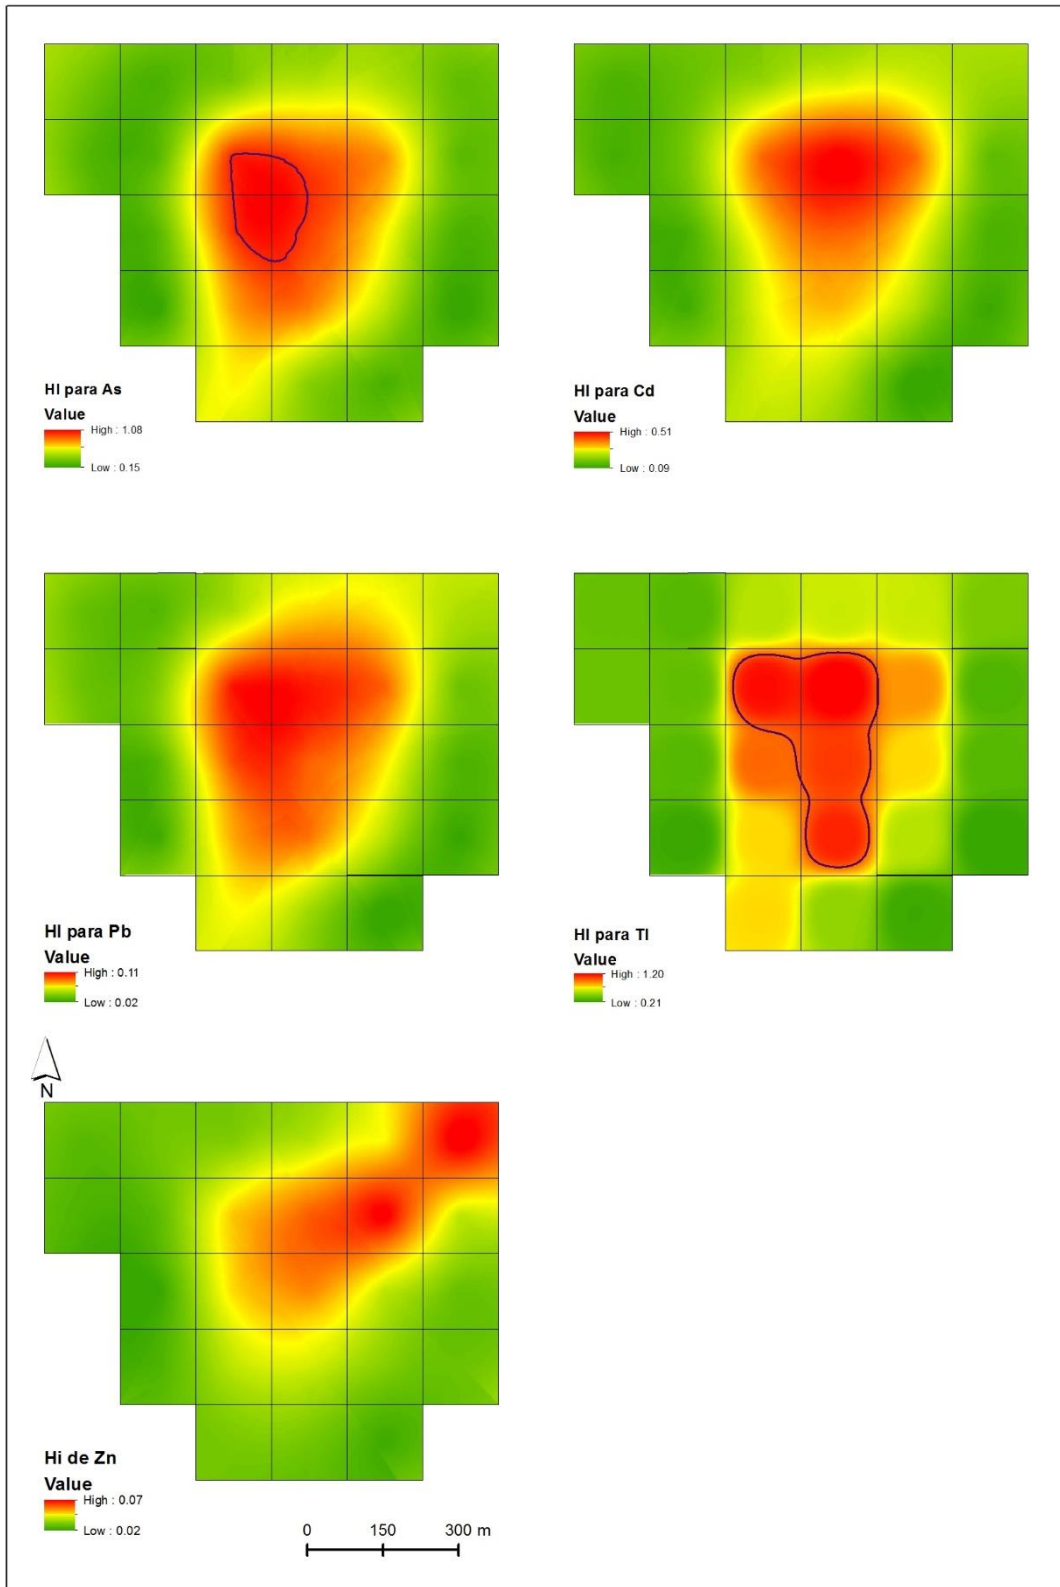 HI para As
Value
High : 1.08
Low : 0.15
HI para Cd
Value
High : 0.51
Low : 0.09
HI para Pb
Value
High : 0.11
Low : 0.02
HI para Tl
Value
High : 1.20
Low : 0.21
N
Hi de Zn
Value
High : 0.07
Low : 0.02
0 150 300 m